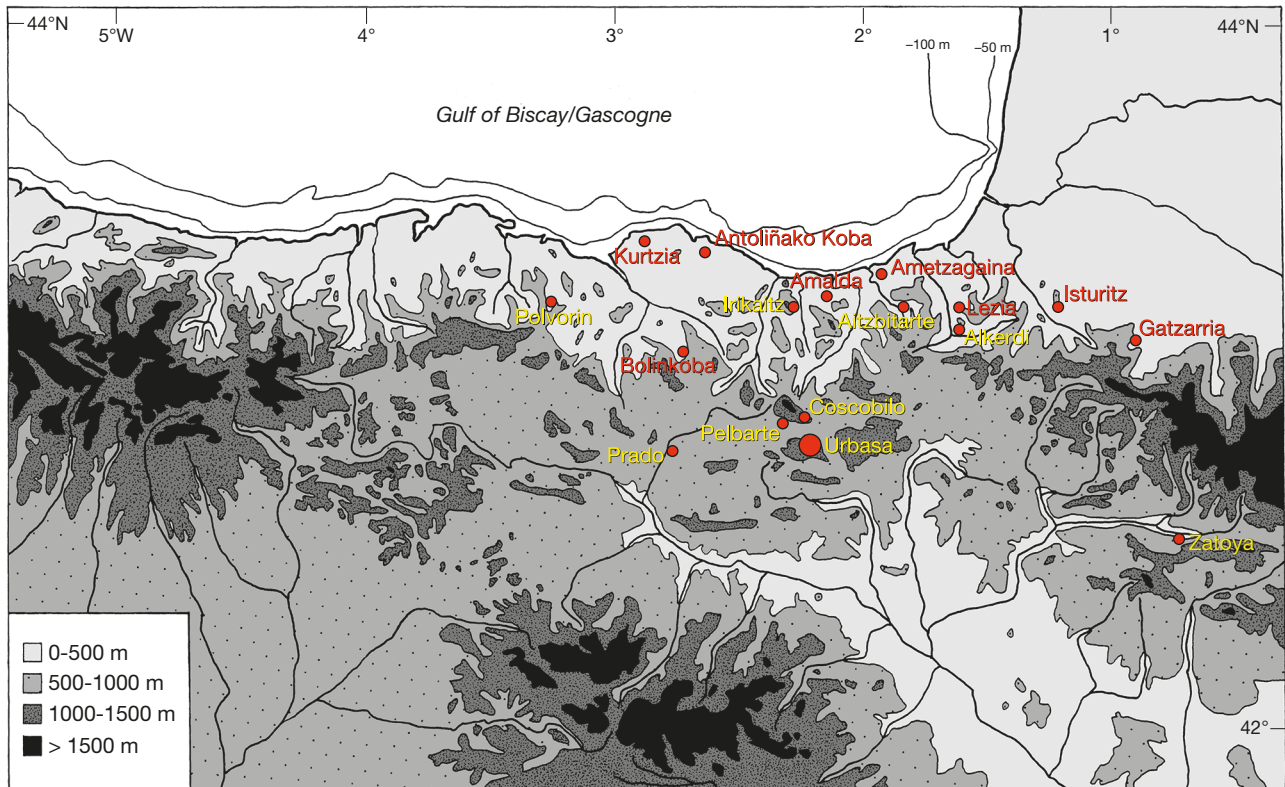 44°N
5°W
4°
3°
2°
1°
44°N
−100 m
−50 m
Gulf of Biscay/Gascogne
Kurtzia
Antoliñako Koba
Amalda
Ametzagaina
Irikaitz
Altzbitarte
Lezia
Alkerdi
Isturitz
Gatzarria
Polvorin
Bolinkoba
Coscobilo
Pelbarte
Urbasa
Prado
Zatoya
0-500 m
500-1000 m
1000-1500 m
> 1500 m
42°